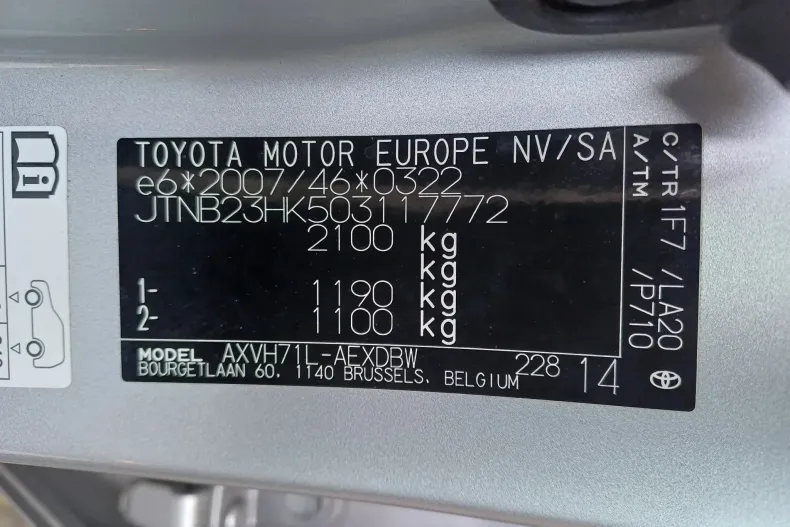 TOYOTA MOTOR EUROPE NV/SA
e6*2007/46*0322
JTNB23HK503117772
2100 kg
kg
1- 1190 kg
2- 1100 kg
MODEL AXVH71L-AEXDBW
BOURGETLAAN 60, 1140 BRUSSELS, BELGIUM
228 14
C/TR 1F7 /LA20
A/TM /P710
i